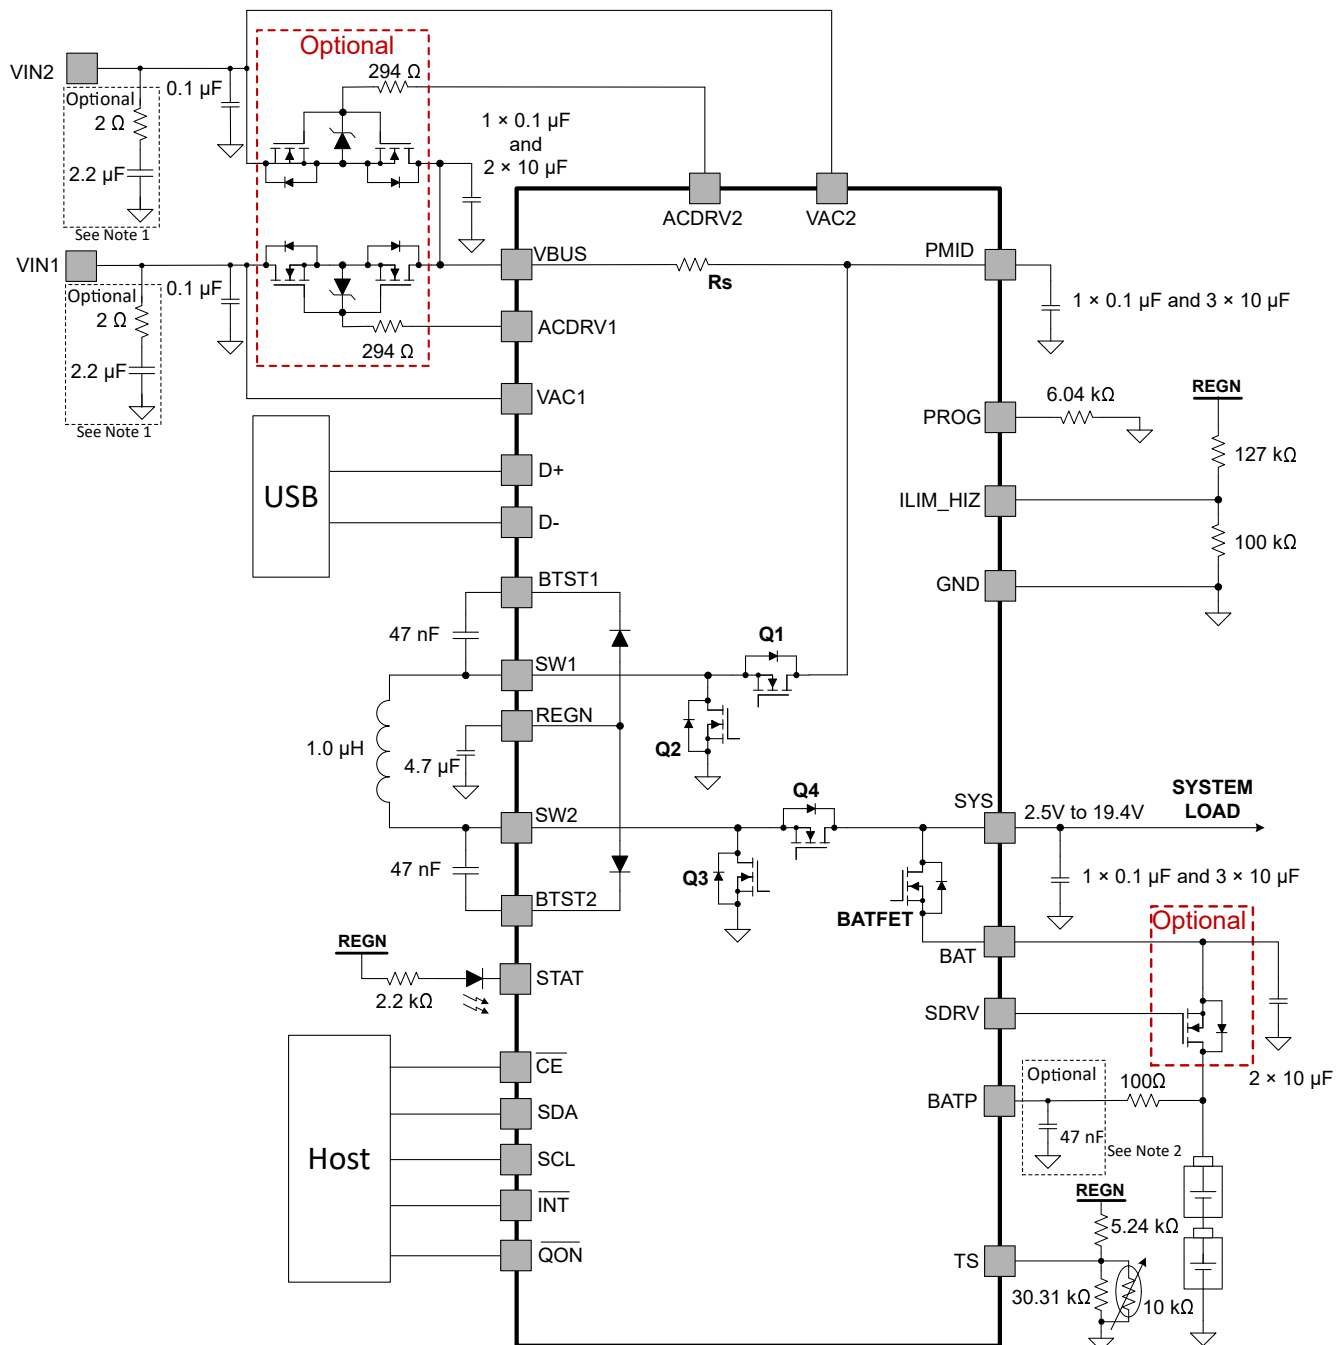 Optional
VIN2
294 Ω
0.1 µF
Optional
2 Ω
2.2 µF
See Note 1
1 × 0.1 µF
and
2 × 10 µF
ACDRV2
VAC2
VIN1
VBUS
Rs
PMID
0.1 µF
Optional
2 Ω
2.2 µF
See Note 1
1 × 0.1 µF and 3 × 10 µF
ACDRV1
294 Ω
VAC1
REGN
6.04 kΩ
PROG
127 kΩ
USB
D+
D-
ILIM_HIZ
100 kΩ
GND
BTST1
47 nF
Q1
SW1
REGN
Q2
1.0 µH
4.7 µF
Q4
SYS
2.5V to 19.4V
SYSTEM
LOAD
SW2
47 nF
Q3
1 × 0.1 µF and 3 × 10 µF
BTST2
BATFET
Optional
REGN
BAT
STAT
2.2 kΩ
SDRV
Host
CE
SDA
SCL
INT
QON
2 × 10 µF
Optional
100Ω
BATP
47 nF
See Note 2
REGN
5.24 kΩ
TS
30.31 kΩ
10 kΩ